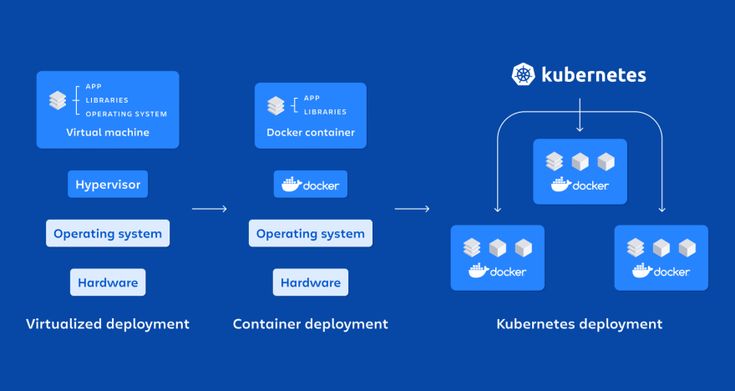 APP
LIBRARIES
OPERATING SYSTEM
Virtual machine
Hypervisor
Operating system
Hardware
Virtualized deployment
APP
LIBRARIES
Docker container
docker
Operating system
Hardware
Container deployment
kubernetes
docker
docker
docker
Kubernetes deployment